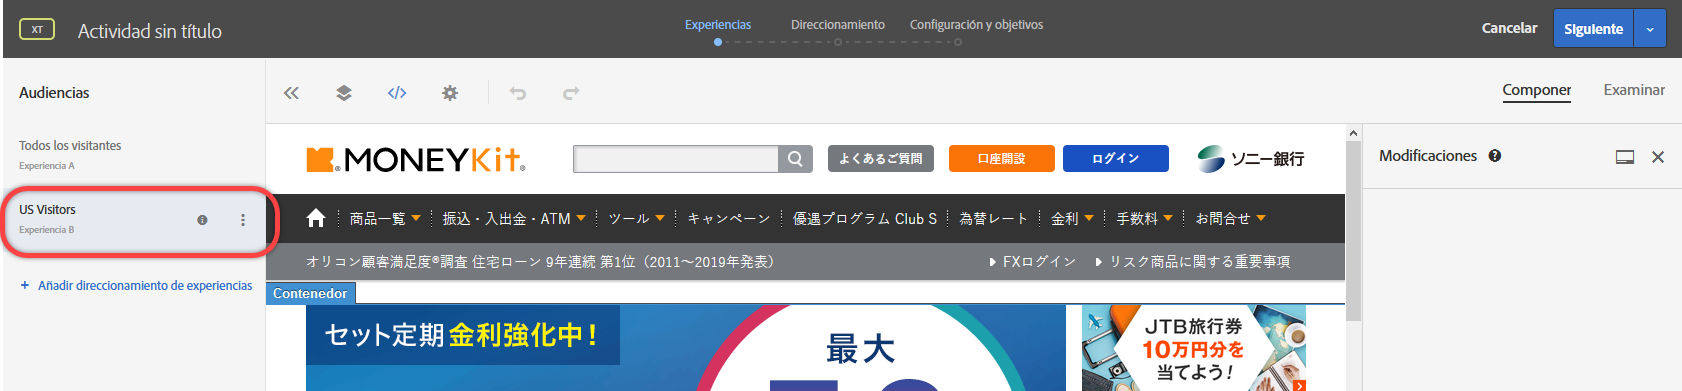 XT
Actividad sin título
Experiencias
Direccionamiento
Configuración y objetivos
Cancelar
Siguiente
Audiencias
Componer
Examinar
Todos los visitantes
Experiencia A
US Visitors
Experiencia B
+ Añadir direccionamiento de experiencias
MONEYKit
よくあるご質問
口座開設
ログイン
ソニー銀行
Modificaciones
商品一覧
振込・入出金・ATM
ツール
キャンペーン
優遇プログラム Club S
為替レート
金利
手数料
お問合せ
オリコン顧客満足度®調査 住宅ローン 9年連続 第1位（2011～2019年発表）
FXログイン
リスク商品に関する重要事項
Contenedor
セット定期 金利強化中！
最大
JTB旅行券
10万円分を
当てよう！